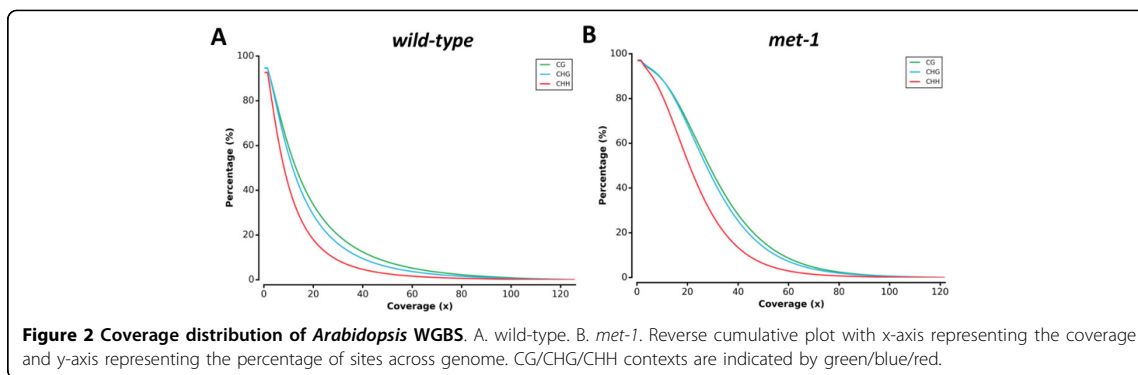 A
wild-type
B
met-1
100
80
60
40
20
0
Percentage (%)
CG
CHG
CHH
0 20 40 60 80 100 120
Coverage (x)
100
80
60
40
20
0
Percentage (%)
CG
CHG
CHH
0 20 40 60 80 100 120
Coverage (x)
Figure 2 Coverage distribution of Arabidopsis WGBS. A. wild-type. B. met-1. Reverse cumulative plot with x-axis representing the coverage
and y-axis representing the percentage of sites across genome. CG/CHG/CHH contexts are indicated by green/blue/red.